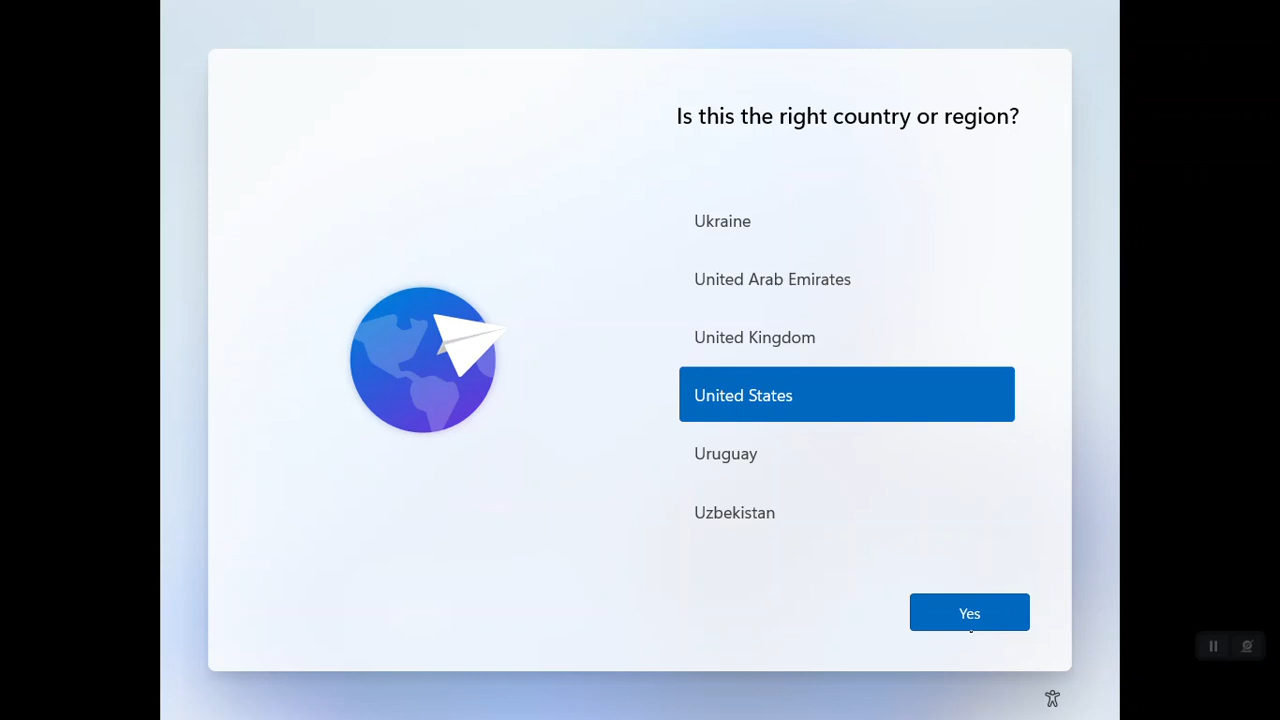 Is this the right country or region?
Ukraine
United Arab Emirates
United Kingdom
United States
Uruguay
Uzbekistan
Yes